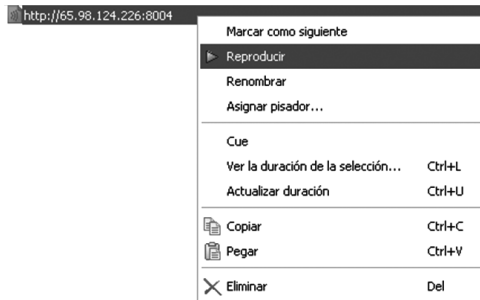 http://65.98.124.226:8004
Marcar como siguiente
Reproducir
Renombrar
Asignar pisador...
Cue
Ver la duración de la selección... Ctrl+L
Actualizar duración Ctrl+U
Copiar Ctrl+C
Pegar Ctrl+V
Eliminar Del